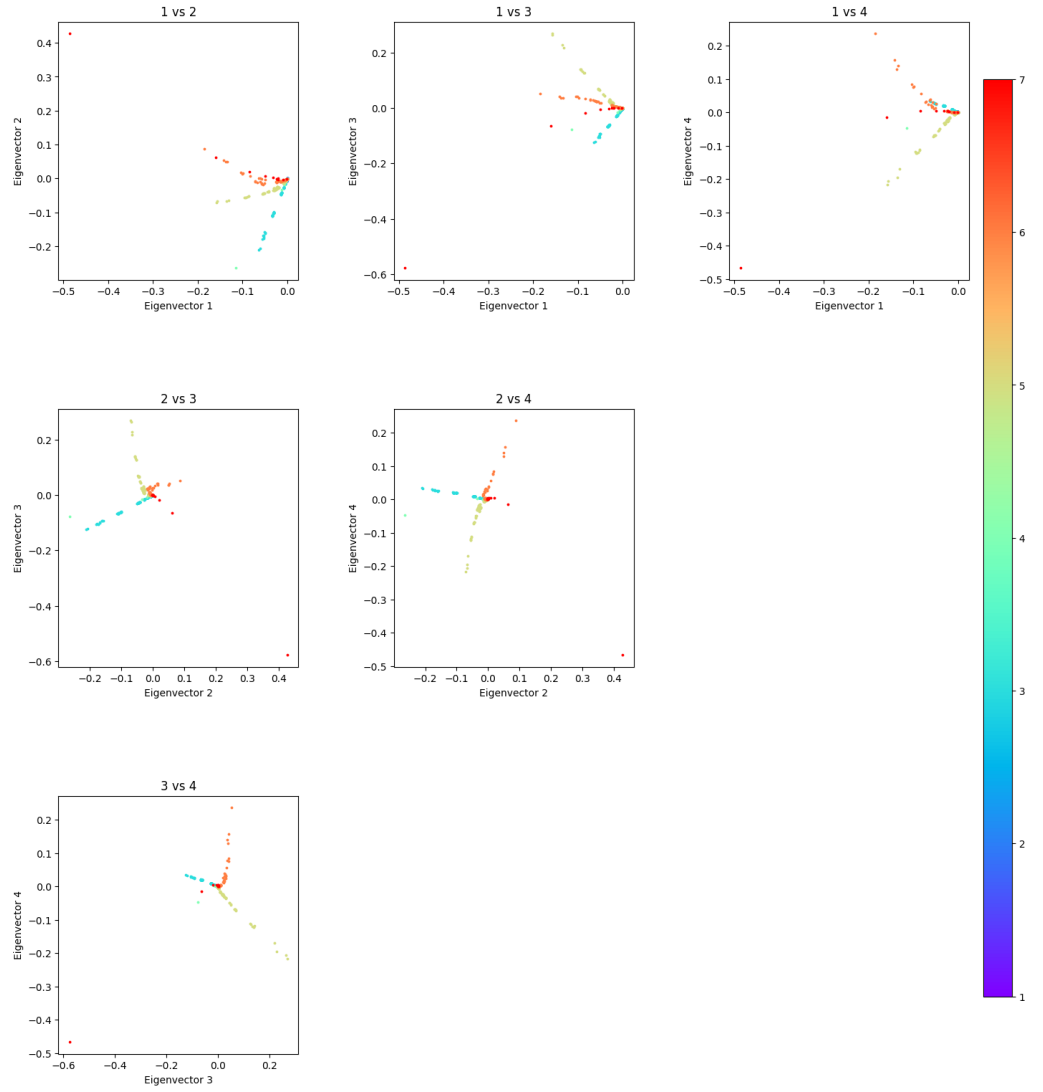 1 vs 2
1 vs 3
1 vs 4
0.4
0.3
0.2
0.1
0.0
−0.1
−0.2
Eigenvector 2
−0.5 −0.4 −0.3 −0.2 −0.1 0.0
Eigenvector 1
0.2
0.0
−0.2
−0.4
−0.6
Eigenvector 3
−0.5 −0.4 −0.3 −0.2 −0.1 0.0
Eigenvector 1
0.2
0.1
0.0
−0.1
−0.2
−0.3
−0.4
−0.5
Eigenvector 4
−0.5 −0.4 −0.3 −0.2 −0.1 0.0
Eigenvector 1
2 vs 3
2 vs 4
0.2
0.0
−0.2
−0.4
−0.6
Eigenvector 3
−0.2 −0.1 0.0 0.1 0.2 0.3 0.4
Eigenvector 2
0.2
0.1
0.0
−0.1
−0.2
−0.3
−0.4
−0.5
Eigenvector 4
−0.2 −0.1 0.0 0.1 0.2 0.3 0.4
Eigenvector 2
3 vs 4
0.2
0.1
0.0
−0.1
−0.2
−0.3
−0.4
−0.5
Eigenvector 4
−0.6 −0.4 −0.2 0.0 0.2
Eigenvector 3
7
6
5
4
3
2
1